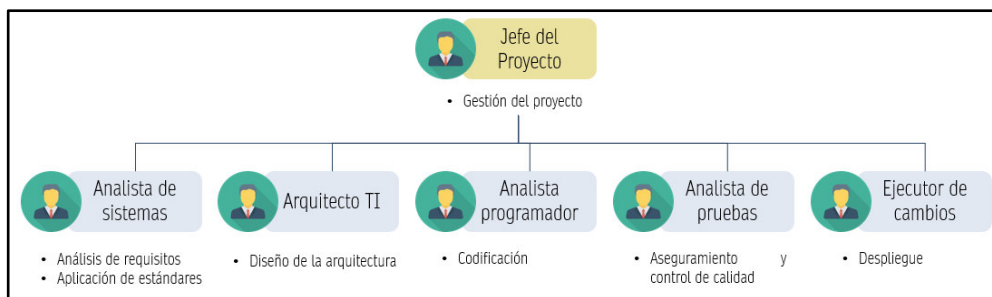 Jefe del
Proyecto
• Gestión del proyecto
Analista de
sistemas
• Análisis de requisitos
• Aplicación de estándares
Arquitecto TI
• Diseño de la arquitectura
Analista
programador
• Codificación
Analista de
pruebas
• Aseguramiento y
control de calidad
Ejecutor de
cambios
• Despliegue